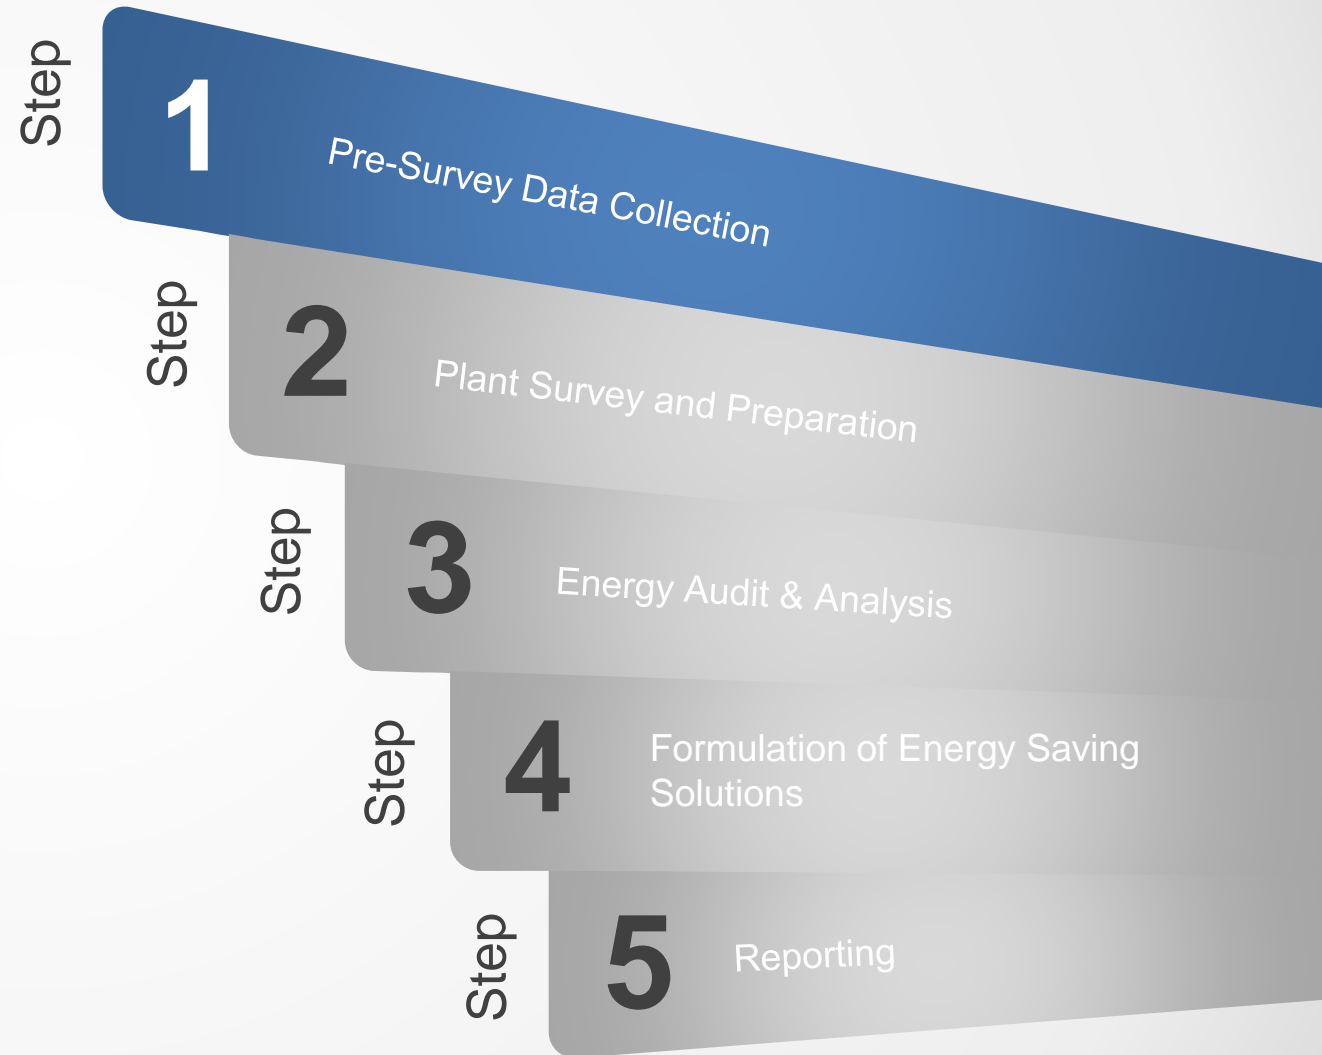 Step
1
Pre-Survey Data Collection
Step
2
Plant Survey and Preparation
Step
3
Energy Audit & Analysis
Step
4
Formulation of Energy Saving
Solutions
Step
5
Reporting